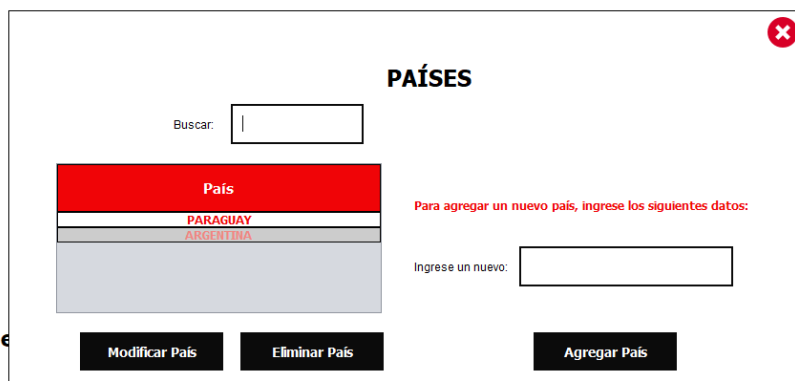 PAÍSES
Buscar:
País
PARAGUAY
ARGENTINA
Para agregar un nuevo país, ingrese los siguientes datos:
Ingrese un nuevo:
Modificar País
Eliminar País
Agregar País